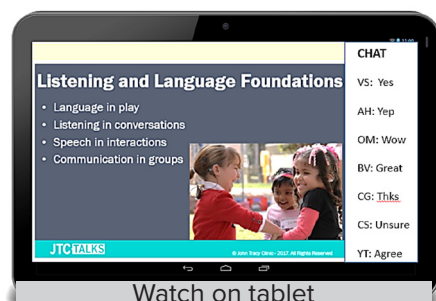 11:00
Listening and Language Foundations
• Language in play
• Listening in conversations
• Speech in interactions
• Communication in groups
JTC TALKS
© John Tracy Clinic - 2017. All Rights Reserved
CHAT
VS: Yes
AH: Yep
OM: Wow
BV: Great
CG: Thks
CS: Unsure
YT: Agree
Watch on tablet